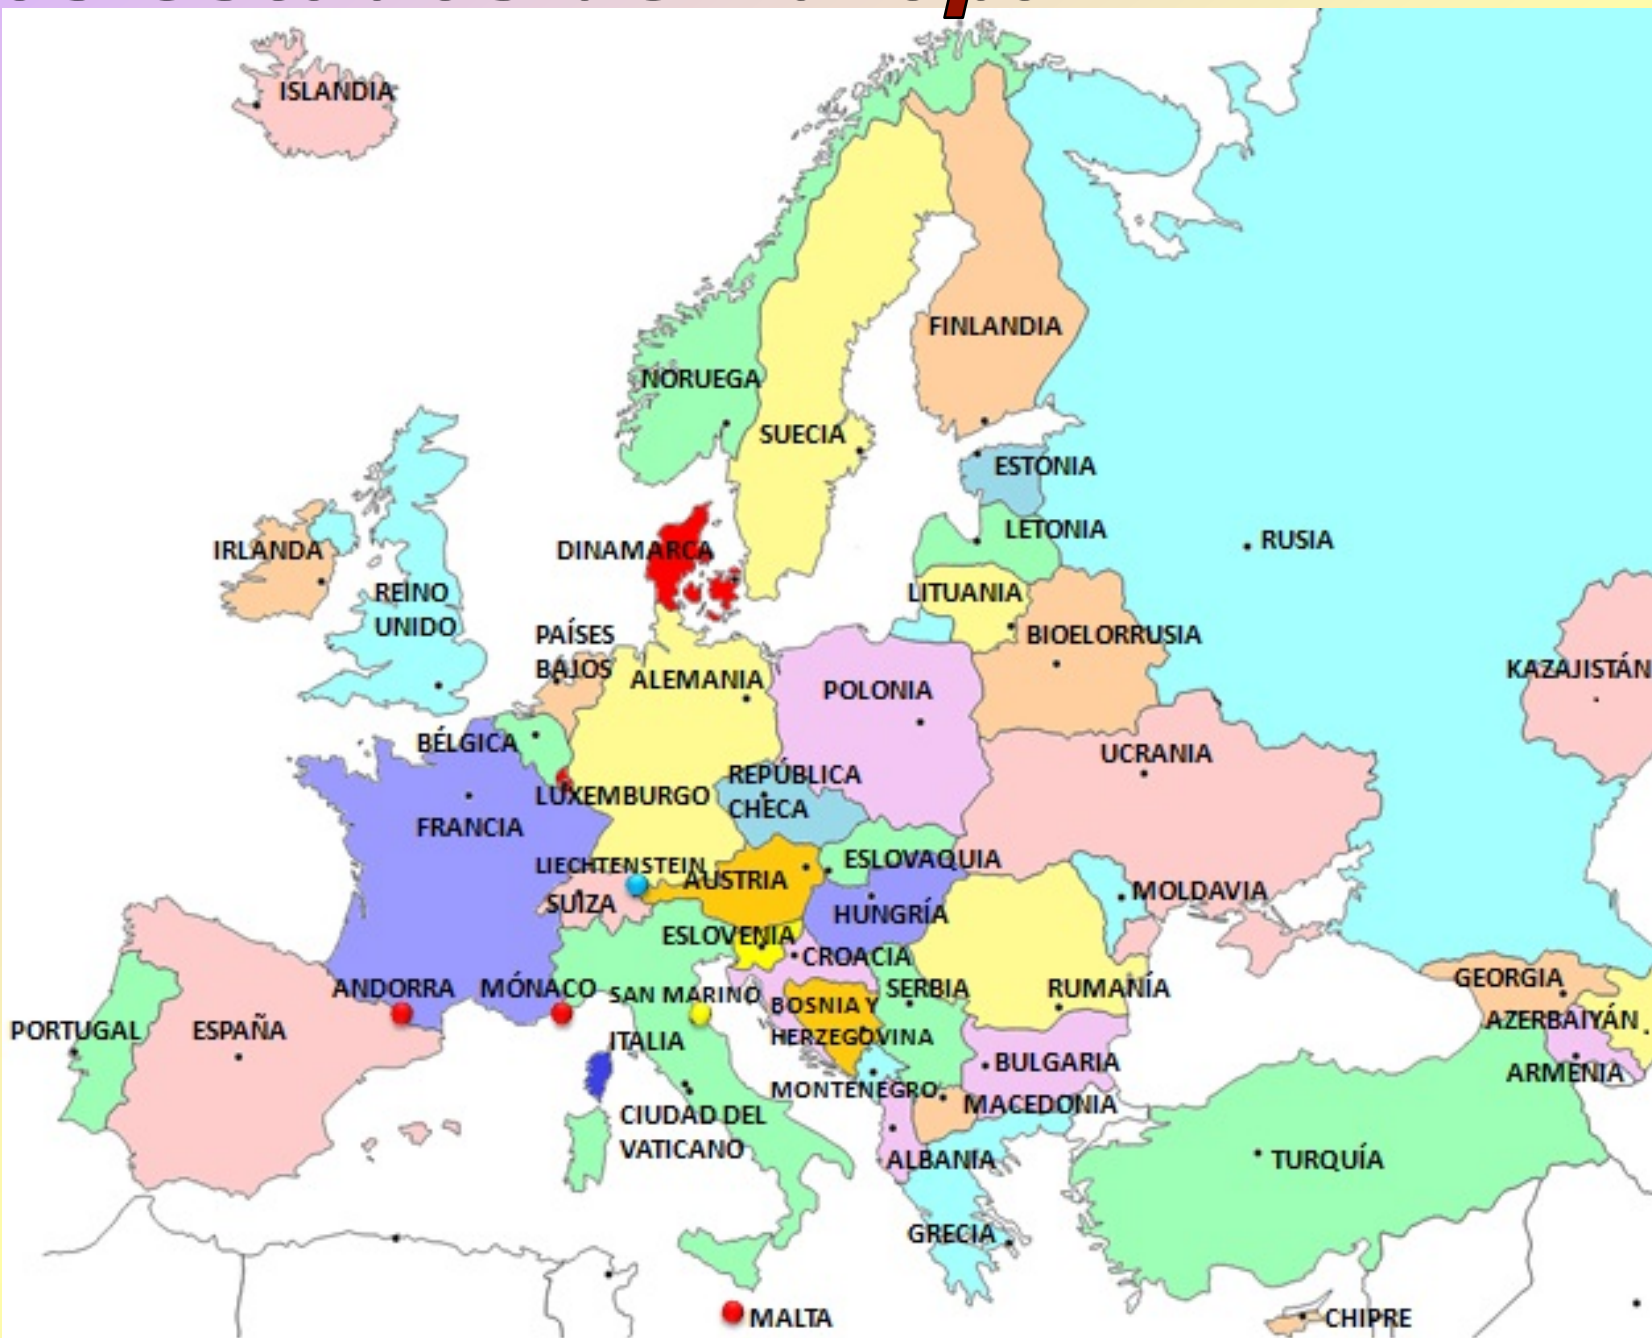 ISLANDIA
FINLANDIA
NORUEGA
SUECIA
ESTONIA
LETONIA
RUSIA
IRLANDA
DINAMARCA
REINO
UNIDO
LITUANIA
PAÍSES
BAJOS
BIOELORRUSIA
KAZAJISTÁN
ALEMANIA
POLONIA
BÉLGICA
UCRANIA
REPÚBLICA
CHECA
LUXEMBURGO
FRANCIA
LIECHTENSTEIN
ESLOVAQUIA
AUSTRIA
SUIZA
MOLDAVIA
HUNGRÍA
ESLOVENIA
CROACIA
ANDORRA
MÓNACO
SAN MARINO
SERBIA
RUMANÍA
GEORGIA
BOSNIA Y
HERZEGOVINA
PORTUGAL
ESPAÑA
ITALIA
AZERBAIYÁN
BULGARIA
ARMENIA
MONTENEGRO
MACEDONIA
CIUDAD DEL
VATICANO
ALBANIA
TURQUÍA
GRECIA
MALTA
CHIPRE